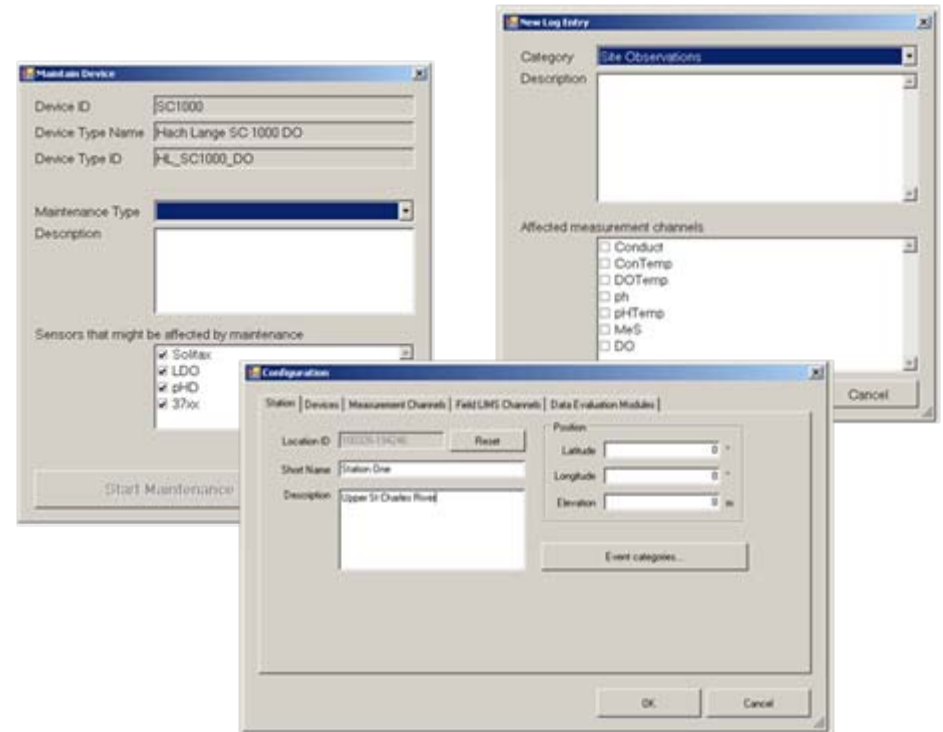 Maintain Device
Device ID SC1000
Device Type Name Hach Lange SC 1000 DO
Device Type ID HL_SC1000_DO
Maintenance Type
Description
Sensors that might be affected by maintenance
Solitax
LDO
pHD
37xx
Start Maintenance
New Log Entry
Category Site Observations
Description
Affected measurement channels
Conduct
ConTemp
DOTemp
ph
pHTemp
MeS
DO
Cancel
Configuration
Station Devices Measurement Channels Field LIMS Channels Data Evaluation Modules
Location ID Reset
Short Name Station One
Description Upper St Charles River
Position
Latitude 0 °
Longitude 0 °
Elevation 0 m
Event categories...
OK Cancel